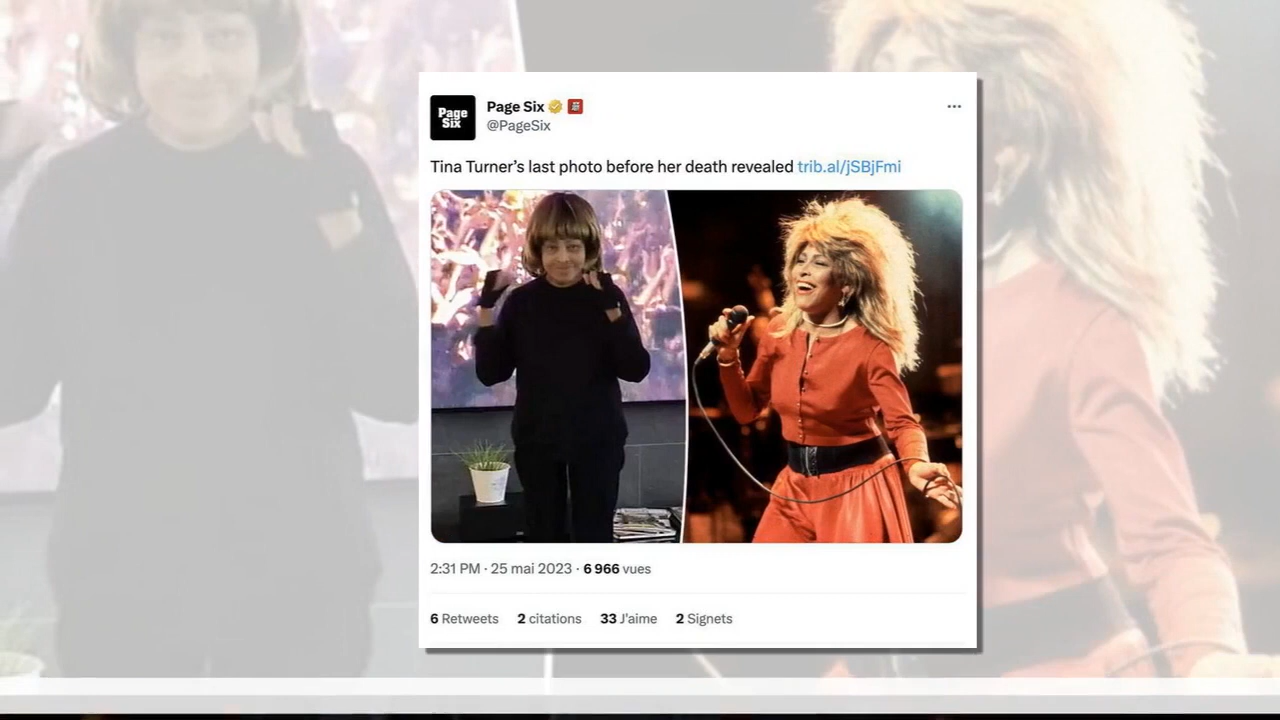 Page Six
@PageSix
Page
Six
Tina Turner’s last photo before her death revealed trib.al/jSBjFmi
2:31 PM · 25 mai 2023 · 6 966 vues
6 Retweets 2 citations 33 J'aime 2 Signets